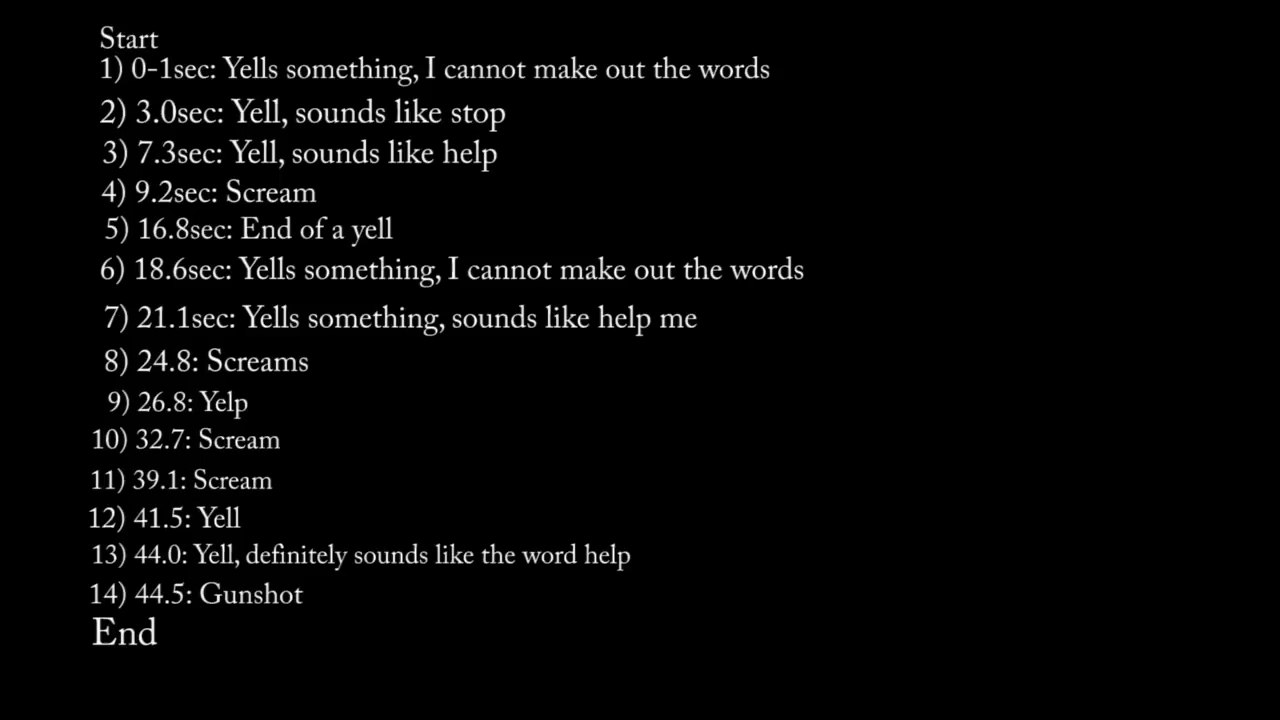 Start
1) 0-1sec: Yells something, I cannot make out the words
2) 3.0sec: Yell, sounds like stop
3) 7.3sec: Yell, sounds like help
4) 9.2sec: Scream
5) 16.8sec: End of a yell
6) 18.6sec: Yells something, I cannot make out the words
7) 21.1sec: Yells something, sounds like help me
8) 24.8: Screams
9) 26.8: Yelp
10) 32.7: Scream
11) 39.1: Scream
12) 41.5: Yell
13) 44.0: Yell, definitely sounds like the word help
14) 44.5: Gunshot
End